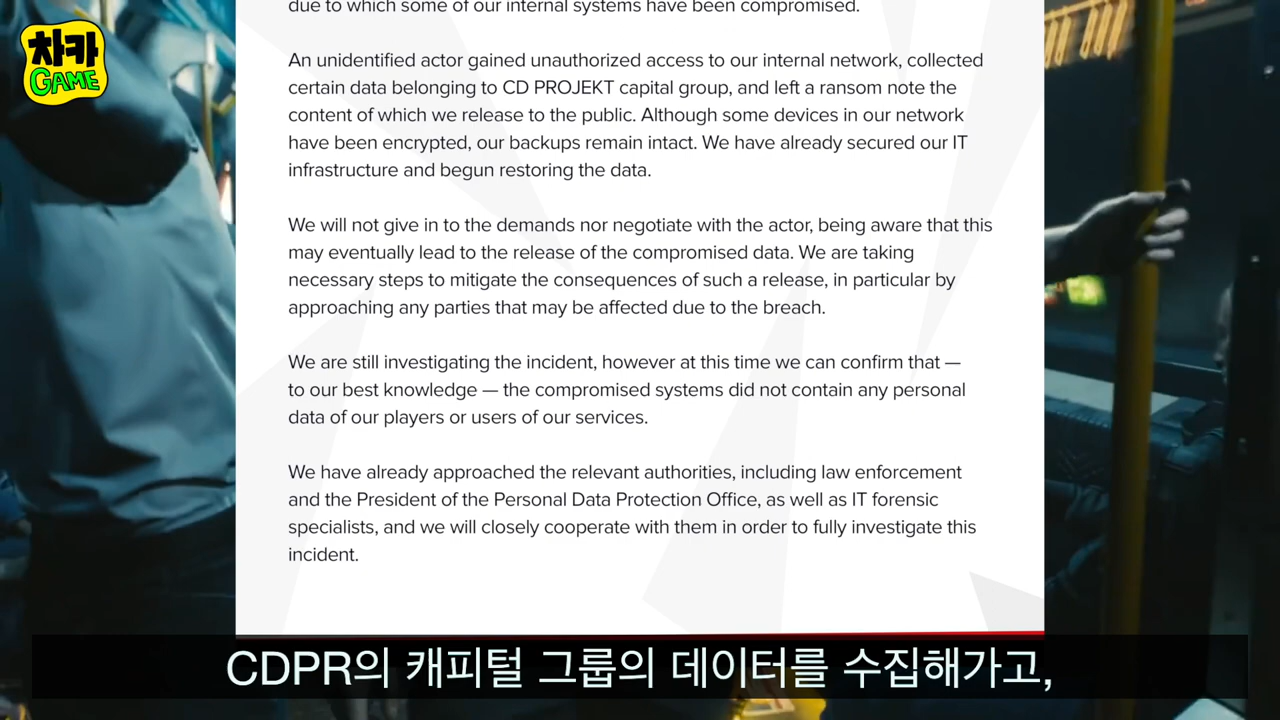 차카
GAME
due to which some of our internal systems have been compromised.
An unidentified actor gained unauthorized access to our internal network, collected
certain data belonging to CD PROJEKT capital group, and left a ransom note the
content of which we release to the public. Although some devices in our network
have been encrypted, our backups remain intact. We have already secured our IT
infrastructure and begun restoring the data.
We will not give in to the demands nor negotiate with the actor, being aware that this
may eventually lead to the release of the compromised data. We are taking
necessary steps to mitigate the consequences of such a release, in particular by
approaching any parties that may be affected due to the breach.
We are still investigating the incident, however at this time we can confirm that —
to our best knowledge — the compromised systems did not contain any personal
data of our players or users of our services.
We have already approached the relevant authorities, including law enforcement
and the President of the Personal Data Protection Office, as well as IT forensic
specialists, and we will closely cooperate with them in order to fully investigate this
incident.
CDPR의 캐피털 그룹의 데이터를 수집해가고,